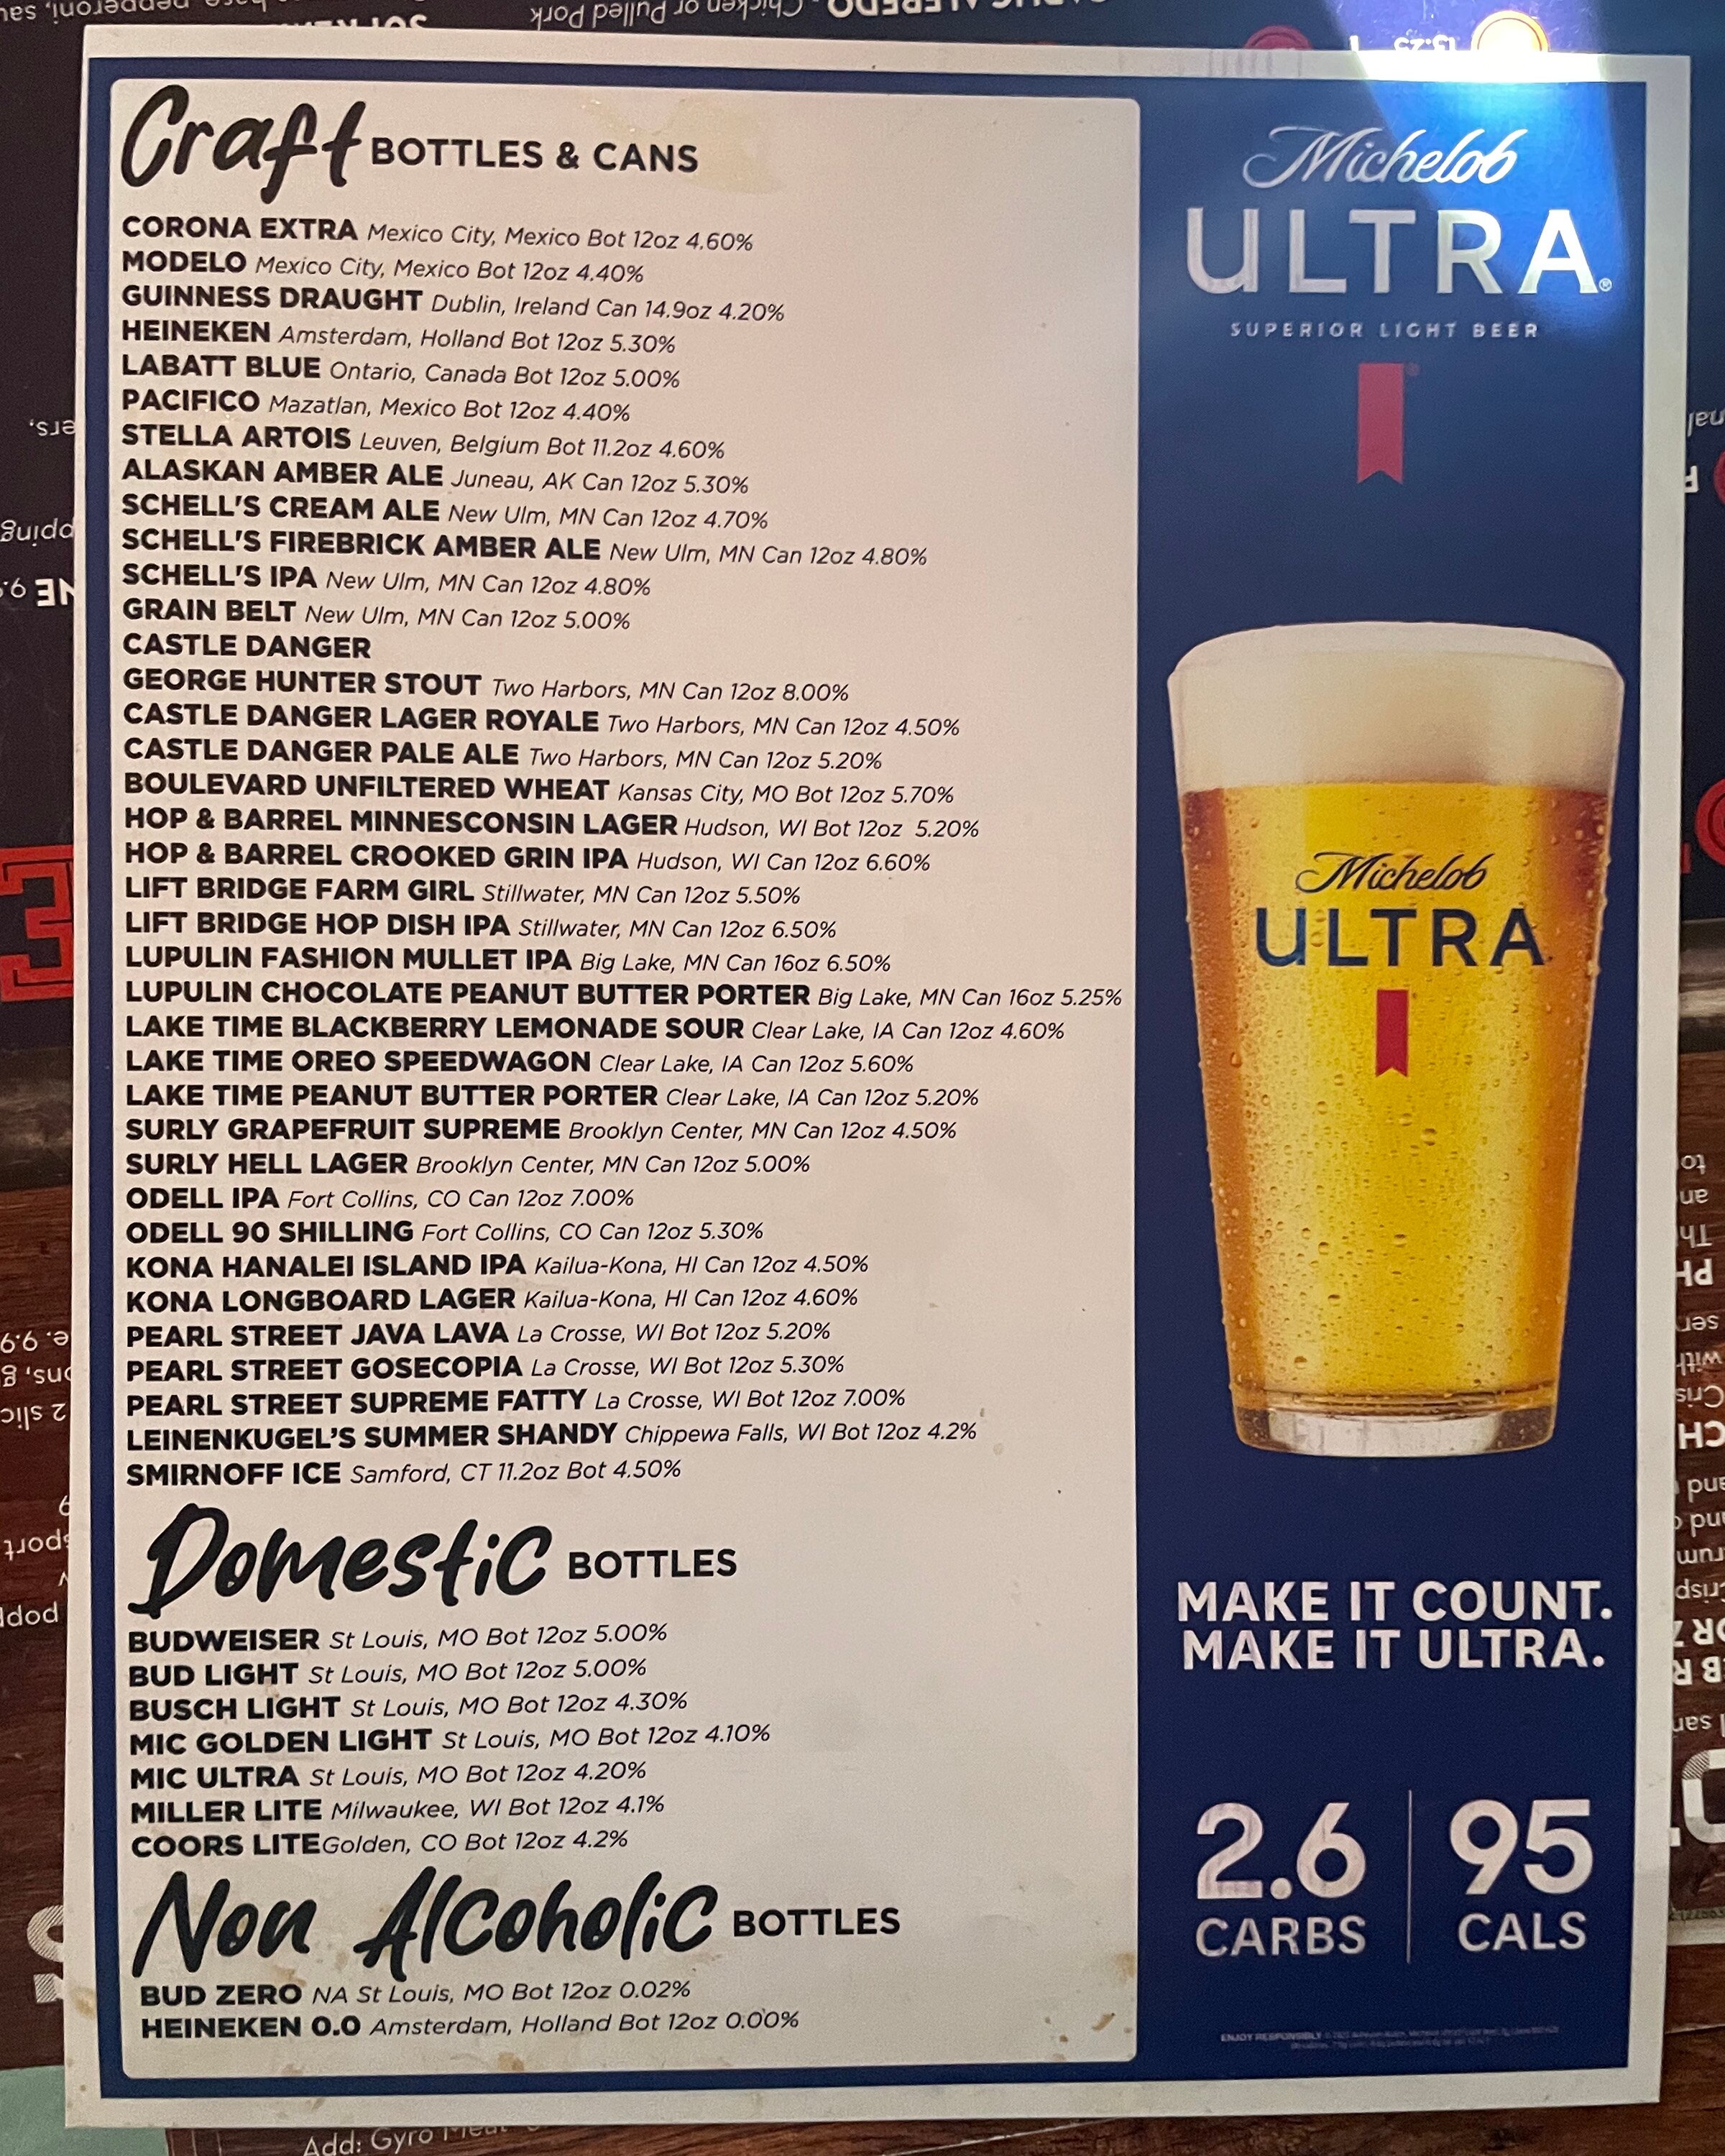 Craft BOTTLES & CANS
CORONA EXTRA Mexico City, Mexico Bot 12oz 4.60%
MODELO Mexico City, Mexico Bot 12oz 4.40%
GUINNESS DRAUGHT Dublin, Ireland Can 14.9oz 4.20%
HEINEKEN Amsterdam, Holland Bot 12oz 5.30%
LABATT BLUE Ontario, Canada Bot 12oz 5.00%
PACIFICO Mazatlan, Mexico Bot 12oz 4.40%
STELLA ARTOIS Leuven, Belgium Bot 11.2oz 4.60%
ALASKAN AMBER ALE Juneau, AK Can 12oz 5.30%
SCHELL'S CREAM ALE New Ulm, MN Can 12oz 4.70%
SCHELL'S FIREBRICK AMBER ALE New Ulm, MN Can 12oz 4.80%
SCHELL'S IPA New Ulm, MN Can 12oz 4.80%
GRAIN BELT New Ulm, MN Can 12oz 5.00%
CASTLE DANGER
GEORGE HUNTER STOUT Two Harbors, MN Can 12oz 8.00%
CASTLE DANGER LAGER ROYALE Two Harbors, MN Can 12oz 4.50%
CASTLE DANGER PALE ALE Two Harbors, MN Can 12oz 5.20%
BOULEVARD UNFILTERED WHEAT Kansas City, MO Bot 12oz 5.70%
HOP & BARREL MINNESCONSIN LAGER Hudson, WI Bot 12oz 5.20%
HOP & BARREL CROOKED GRIN IPA Hudson, WI Can 12oz 6.60%
LIFT BRIDGE FARM GIRL Stillwater, MN Can 12oz 5.50%
LIFT BRIDGE HOP DISH IPA Stillwater, MN Can 12oz 6.50%
LUPULIN FASHION MULLET IPA Big Lake, MN Can 16oz 6.50%
LUPULIN CHOCOLATE PEANUT BUTTER PORTER Big Lake, MN Can 16oz 5.25%
LAKE TIME BLACKBERRY LEMONADE SOUR Clear Lake, IA Can 12oz 4.60%
LAKE TIME OREO SPEEDWAGON Clear Lake, IA Can 12oz 5.60%
LAKE TIME PEANUT BUTTER PORTER Clear Lake, IA Can 12oz 5.20%
SURLY GRAPEFRUIT SUPREME Brooklyn Center, MN Can 12oz 4.50%
SURLY HELL LAGER Brooklyn Center, MN Can 12oz 5.00%
ODELL IPA Fort Collins, CO Can 12oz 7.00%
ODELL 90 SHILLING Fort Collins, CO Can 12oz 5.30%
KONA HANALEI ISLAND IPA Kailua-Kona, HI Can 12oz 4.50%
KONA LONGBOARD LAGER Kailua-Kona, HI Can 12oz 4.60%
PEARL STREET JAVA LAVA La Crosse, WI Bot 12oz 5.20%
PEARL STREET GOSECOPIA La Crosse, WI Bot 12oz 5.30%
PEARL STREET SUPREME FATTY La Crosse, WI Bot 12oz 7.00%
LEINENKUGEL'S SUMMER SHANDY Chippewa Falls, WI Bot 12oz 4.2%
SMIRNOFF ICE Samford, CT 11.2oz Bot 4.50%
Domestic BOTTLES
BUDWEISER St Louis, MO Bot 12oz 5.00%
BUD LIGHT St Louis, MO Bot 12oz 5.00%
BUSCH LIGHT St Louis, MO Bot 12oz 4.30%
MIC GOLDEN LIGHT St Louis, MO Bot 12oz 4.10%
MIC ULTRA St Louis, MO Bot 12oz 4.20%
MILLER LITE Milwaukee, WI Bot 12oz 4.1%
COORS LITE Golden, CO Bot 12oz 4.2%
Non Alcoholic BOTTLES
BUD ZERO NA St Louis, MO Bot 12oz 0.02%
HEINEKEN 0.0 Amsterdam, Holland Bot 12oz 0.00%
Michelob
ULTRA®
SUPERIOR LIGHT BEER
Michelob
ULTRA
MAKE IT COUNT.
MAKE IT ULTRA.
2.6 95
CARBS CALS
ENJOY RESPONSIBLY
Chicken or Pulled Pork
13.25
Add: Gyro Meat